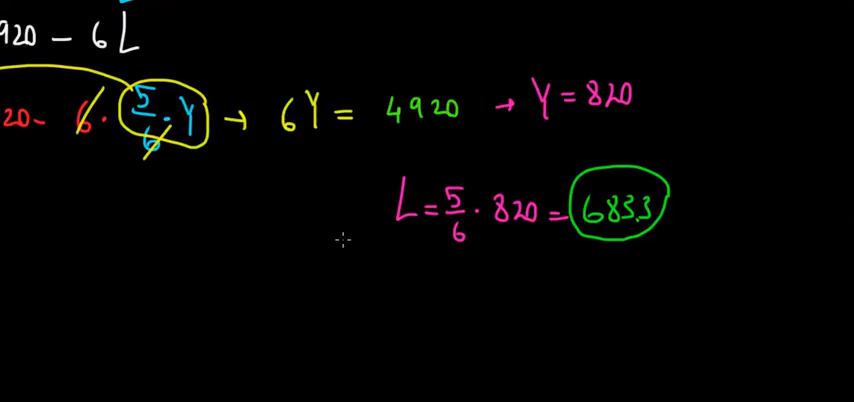 920 - 6L
20 - 6 · 5/6 · Y → 6Y = 4920 → Y = 820
L = 5/6 · 820 = 683.3